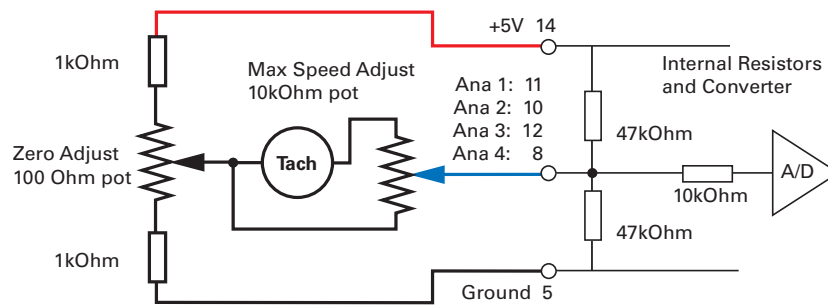 +5V 14
1kOhm
Max Speed Adjust
10kOhm pot
Internal Resistors
and Converter
Ana 1: 11
Ana 2: 10
Ana 3: 12
Ana 4: 8
47kOhm
Zero Adjust
100 Ohm pot
Tach
A/D
10kOhm
47kOhm
1kOhm
Ground 5